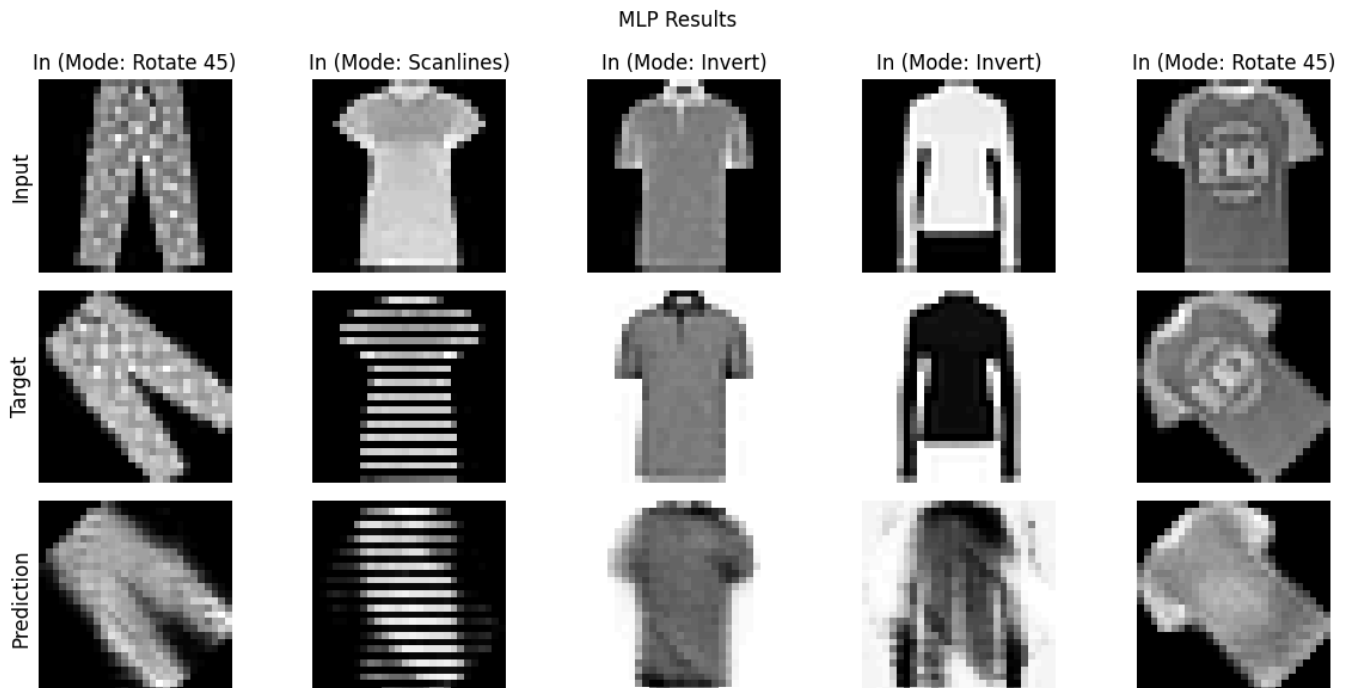 MLP Results
In (Mode: Rotate 45)
In (Mode: Scanlines)
In (Mode: Invert)
In (Mode: Invert)
In (Mode: Rotate 45)
Input
Target
Prediction